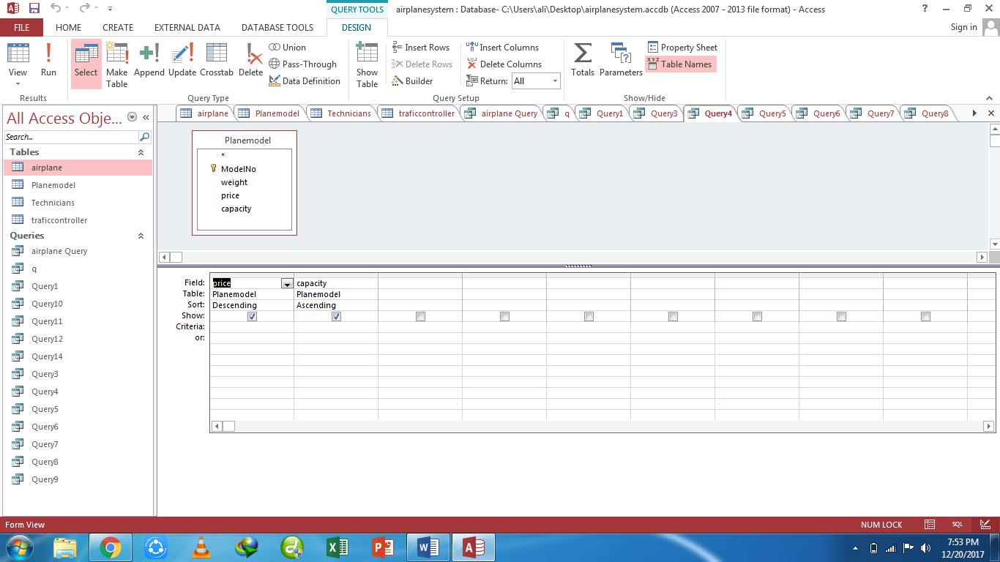 QUERY TOOLS
airplanesystem : Database- C:\Users\ali\Desktop\airplanesystem.accdb (Access 2007 - 2013 file format) - Access
FILE HOME CREATE EXTERNAL DATA DATABASE TOOLS DESIGN Sign in
View
Run
Select
Make Table
Append
Update
Crosstab
Delete
Union
Pass-Through
Data Definition
Show Table
Insert Rows
Delete Rows
Builder
Insert Columns
Delete Columns
Return: All
Totals
Parameters
Property Sheet
XYZ
Table Names
Results Query Type Query Setup Show/Hide
All Access Obje...
Search...
Tables
airplane
Planemodel
Technicians
traficcontroller
Queries
airplane Query
q
Query1
Query10
Query11
Query12
Query14
Query3
Query4
Query5
Query6
Query7
Query8
Query9
airplane Planemodel Technicians traficcontroller airplane Query q Query1 Query3 Query4 Query5 Query6 Query7 Query8
Planemodel
*
ModelNo
weight
price
capacity
Field: price capacity
Table: Planemodel Planemodel
Sort: Descending Ascending
Show:
Criteria:
or:
Form View NUM LOCK SQL
7:53 PM
12/20/2017